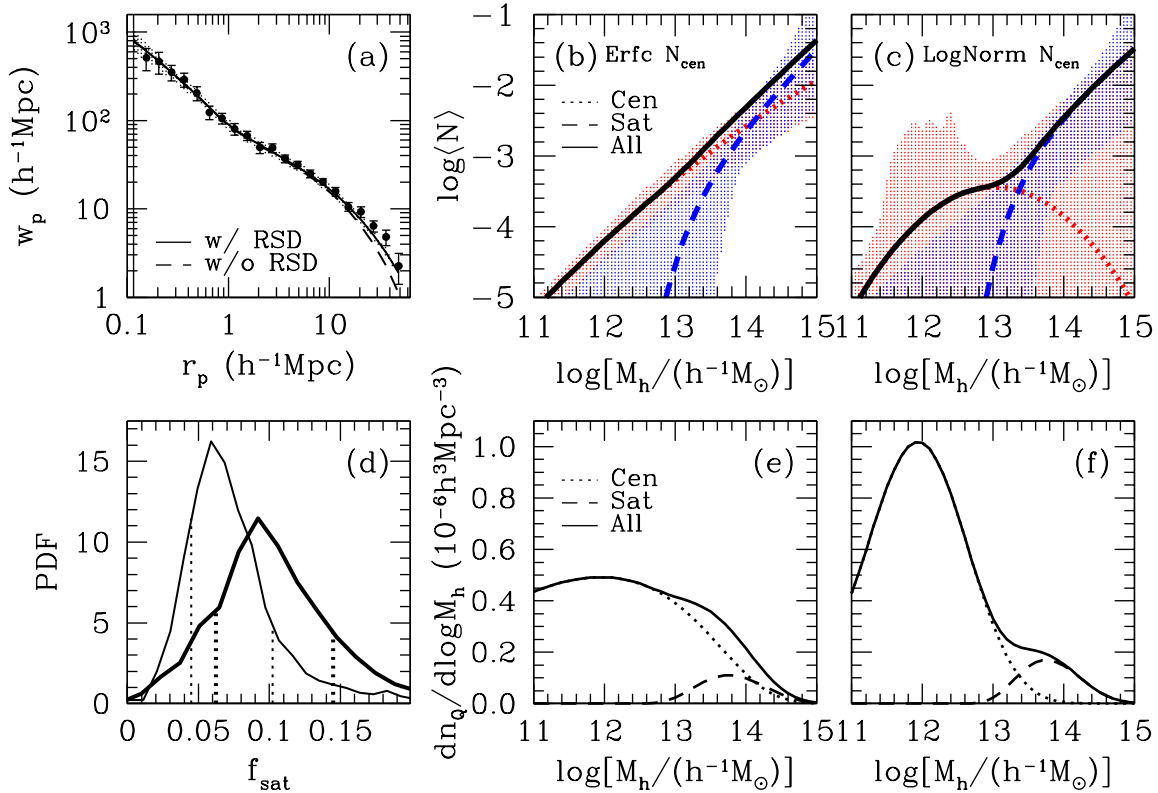 (a)
10³
10²
10
1
w_p (h⁻¹Mpc)
w/ RSD
w/o RSD
0.1 1 10
r_p (h⁻¹Mpc)
(b) Erfc N_cen
Cen
Sat
All
−1
−2
−3
−4
−5
log⟨N⟩
11 12 13 14 15
log[M_h/(h⁻¹M_⊙)]
(c) LogNorm N_cen
11 12 13 14 15
log[M_h/(h⁻¹M_⊙)]
(d)
15
10
5
0
PDF
0 0.05 0.1 0.15
f_sat
(e)
Cen
Sat
All
1.0
0.8
0.6
0.4
0.2
0.0
dn_Q/dlogM_h (10⁻⁶h³Mpc⁻³)
11 12 13 14 15
log[M_h/(h⁻¹M_⊙)]
(f)
11 12 13 14 15
log[M_h/(h⁻¹M_⊙)]